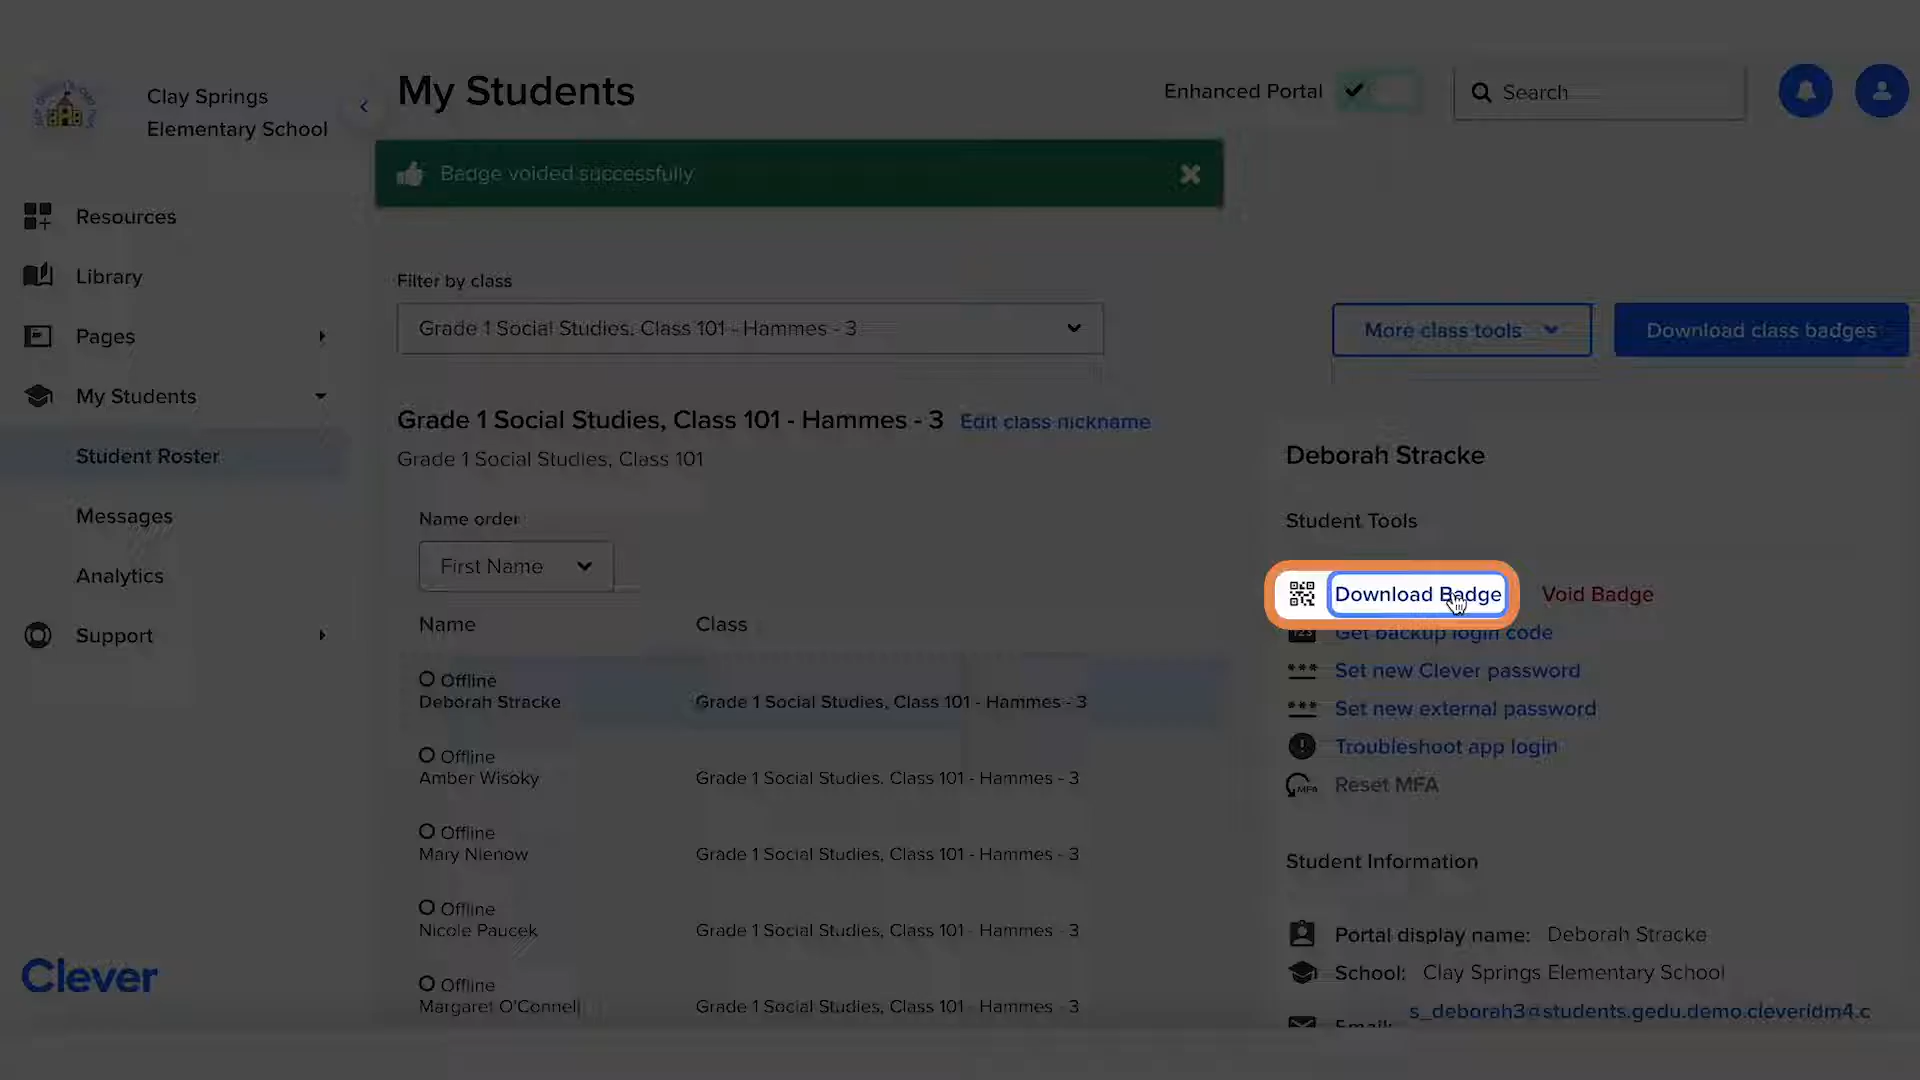 Clay Springs
Elementary School
My Students
Enhanced Portal
Search
Badge voided successfully
Resources
Library
Pages
My Students
Student Roster
Messages
Analytics
Support
Clever
Filter by class
Grade 1 Social Studies. Class 101 - Hammes - 3
More class tools
Download class badges
Grade 1 Social Studies, Class 101 - Hammes - 3 Edit class nickname
Grade 1 Social Studies, Class 101
Name order
First Name
Name Class
Offline
Deborah Stracke Grade 1 Social Studies, Class 101 - Hammes - 3
Offline
Amber Wisoky Grade 1 Social Studies. Class 101 - Hammes - 3
Offline
Mary Nienow Grade 1 Social Studies, Class 101 - Hammes - 3
Offline
Nicole Paucek Grade 1 Social Studies, Class 101 - Hammes - 3
Offline
Margaret O'Connell Grade 1 Social Studies, Class 101 - Hammes - 3
Deborah Stracke
Student Tools
Download Badge Void Badge
123 Get backup login code
*** Set new Clever password
*** Set new external password
Troubleshoot app login
MFA Reset MFA
Student Information
Portal display name: Deborah Stracke
School: Clay Springs Elementary School
Email: s_deborah3@students.gedu.demo.cleveridm4.c